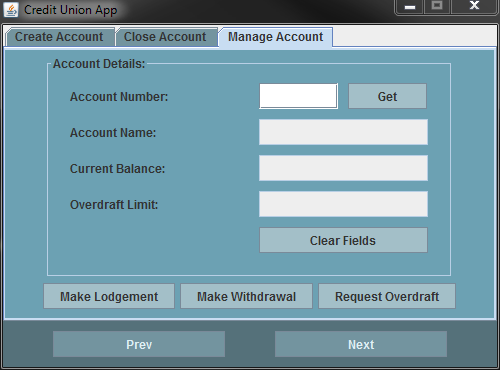 Credit Union App
Create Account Close Account Manage Account
Account Details:
Account Number: Get
Account Name:
Current Balance:
Overdraft Limit:
Clear Fields
Make Lodgement Make Withdrawal Request Overdraft
Prev Next